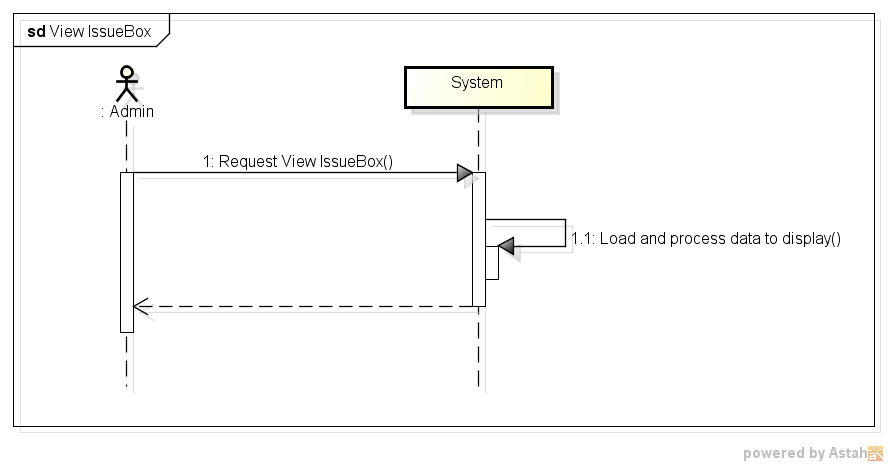 sd View IssueBox
: Admin
System
1: Request View IssueBox()
1.1: Load and process data to display()
powered by Astah